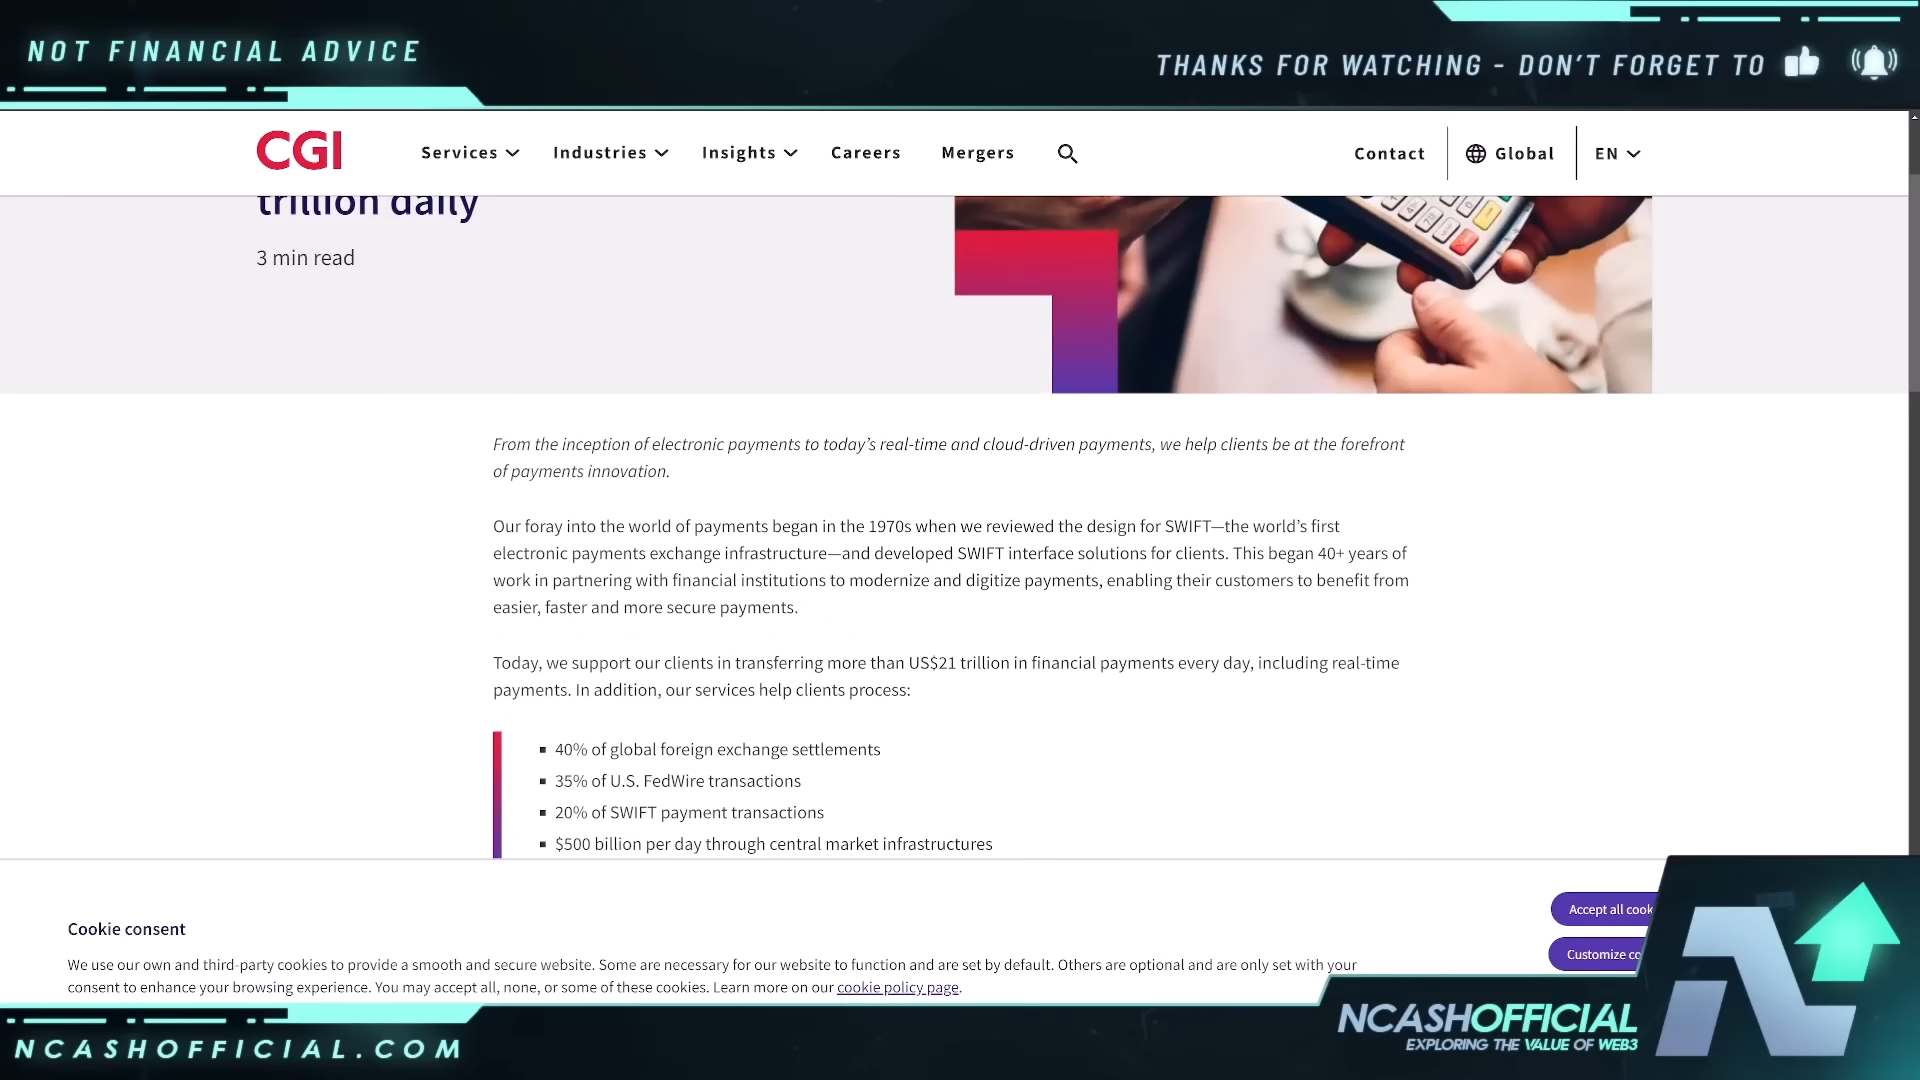 NOT FINANCIAL ADVICE
THANKS FOR WATCHING - DON'T FORGET TO
CGI
Services
Industries
Insights
Careers
Mergers
Contact
Global
EN
trillion daily
3 min read
From the inception of electronic payments to today's real-time and cloud-driven payments, we help clients be at the forefront
of payments innovation.
Our foray into the world of payments began in the 1970s when we reviewed the design for SWIFT—the world's first
electronic payments exchange infrastructure—and developed SWIFT interface solutions for clients. This began 40+ years of
work in partnering with financial institutions to modernize and digitize payments, enabling their customers to benefit from
easier, faster and more secure payments.
Today, we support our clients in transferring more than US$21 trillion in financial payments every day, including real-time
payments. In addition, our services help clients process:
▪ 40% of global foreign exchange settlements
▪ 35% of U.S. FedWire transactions
▪ 20% of SWIFT payment transactions
▪ $500 billion per day through central market infrastructures
Cookie consent
We use our own and third-party cookies to provide a smooth and secure website. Some are necessary for our website to function and are set by default. Others are optional and are only set with your
consent to enhance your browsing experience. You may accept all, none, or some of these cookies. Learn more on our cookie policy page.
Accept all cook
Customize co
NCASHOFFICIAL.COM
NCASHOFFICIAL
EXPLORING THE VALUE OF WEB3